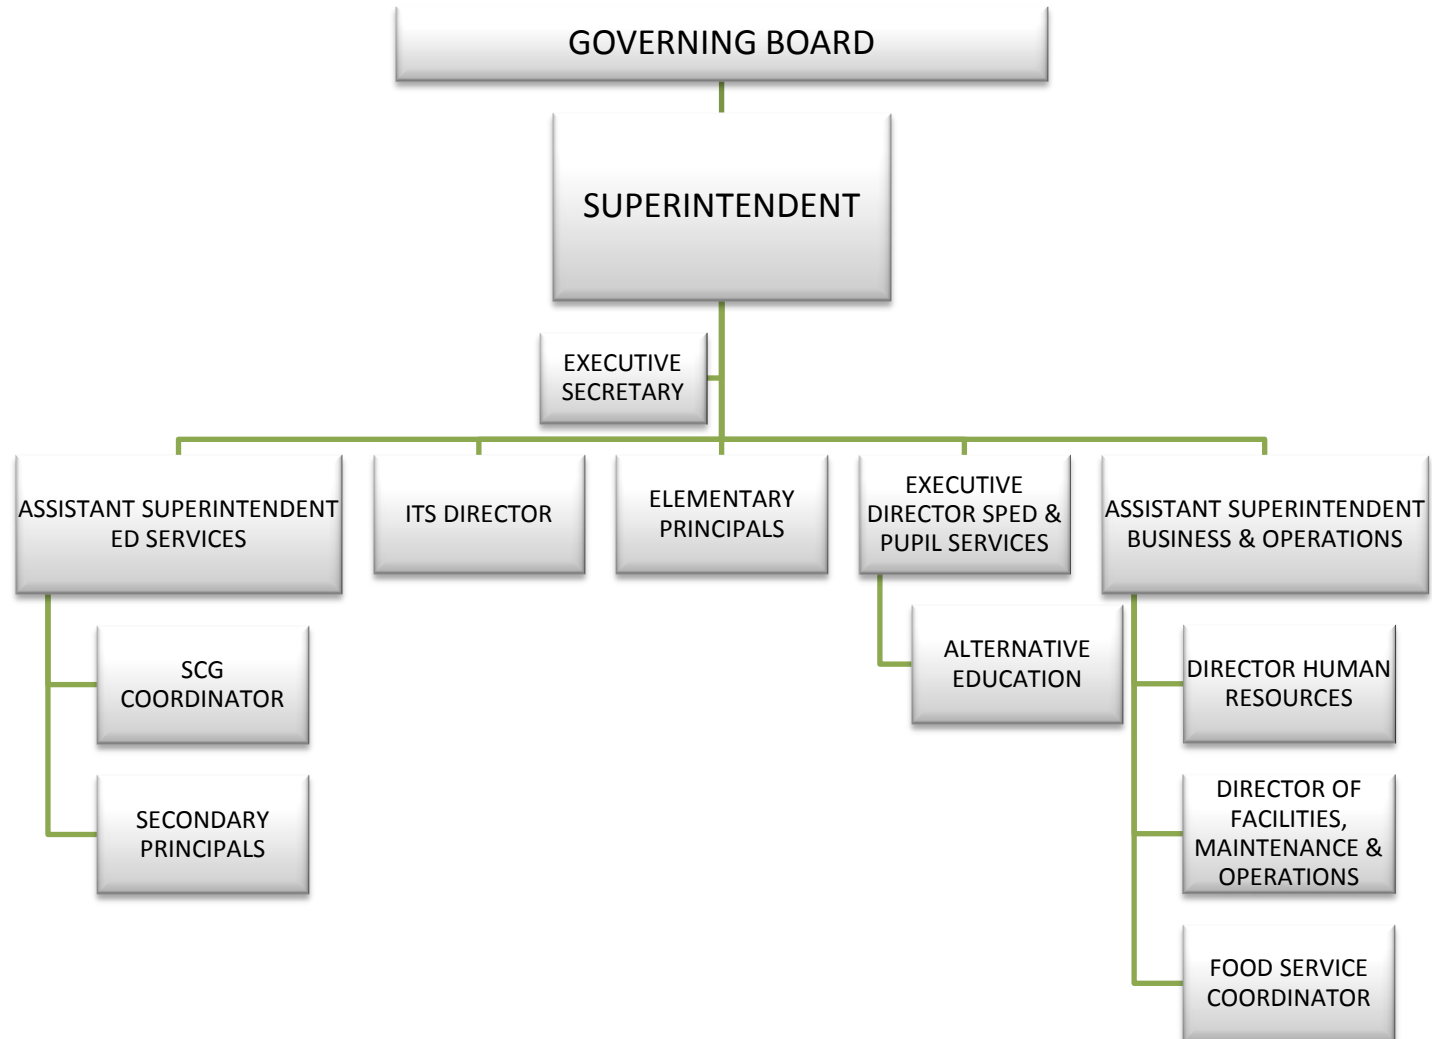 GOVERNING BOARD
SUPERINTENDENT
EXECUTIVE
SECRETARY
ASSISTANT SUPERINTENDENT
ED SERVICES
ITS DIRECTOR
ELEMENTARY
PRINCIPALS
EXECUTIVE
DIRECTOR SPED &
PUPIL SERVICES
ASSISTANT SUPERINTENDENT
BUSINESS & OPERATIONS
SCG
COORDINATOR
SECONDARY
PRINCIPALS
ALTERNATIVE
EDUCATION
DIRECTOR HUMAN
RESOURCES
DIRECTOR OF
FACILITIES,
MAINTENANCE &
OPERATIONS
FOOD SERVICE
COORDINATOR